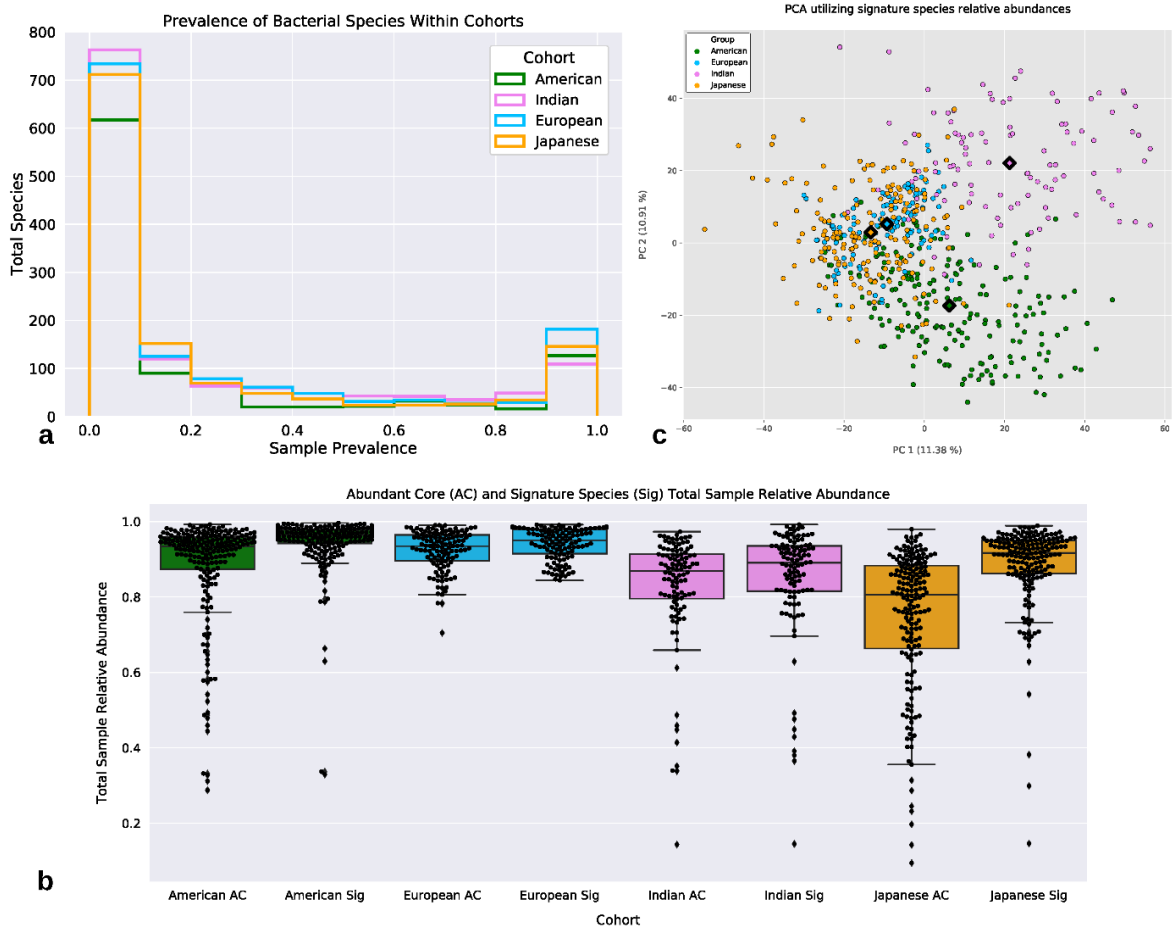 Prevalence of Bacterial Species Within Cohorts
800
700
600
500
400
300
200
100
0
Total Species
0.0 0.2 0.4 0.6 0.8 1.0
Sample Prevalence
Cohort
American
Indian
European
Japanese
a
PCA utilizing signature species relative abundances
Group
American
European
Indian
Japanese
40
20
0
−20
−40
PC 2 (10.91 %)
−60 −40 −20 0 20 40 60
PC 1 (11.38 %)
c
Abundant Core (AC) and Signature Species (Sig) Total Sample Relative Abundance
1.0
0.8
0.6
0.4
0.2
Total Sample Relative Abundance
American AC American Sig European AC European Sig Indian AC Indian Sig Japanese AC Japanese Sig
Cohort
b